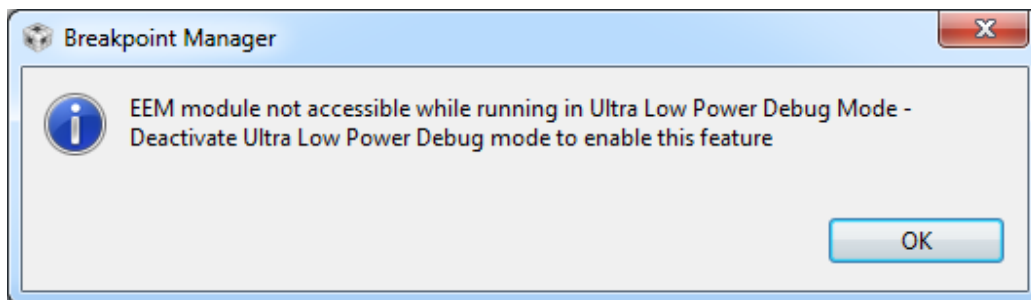 Breakpoint Manager
EEM module not accessible while running in Ultra Low Power Debug Mode -
Deactivate Ultra Low Power Debug mode to enable this feature
OK